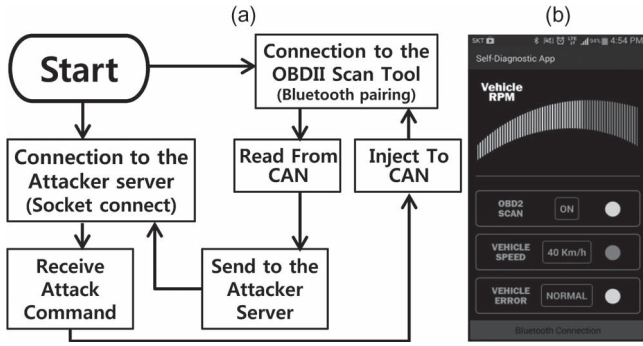 (a)
Start
Connection to the
OBDII Scan Tool
(Bluetooth pairing)
Connection to the
Attacker server
(Socket connect)
Read From
CAN
Inject To
CAN
Receive
Attack
Command
Send to the
Attacker
Server
(b)
SKT
LTE
94%
4:54 PM
Self-Diagnostic App
Vehicle
RPM
OBD2
SCAN
ON
VEHICLE
SPEED
40 Km/h
VEHICLE
ERROR
NORMAL
Bluetooth Connection